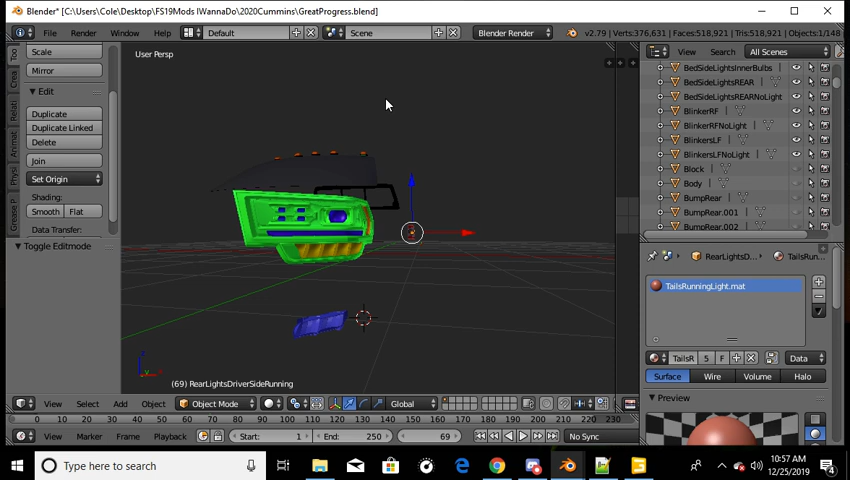 Blender* [C:\Users\Cole\Desktop\FS19Mods IWannaDo\2020Cummins\GreatProgress.blend]
File Render Window Help Default Scene Blender Render v2.79 | Verts:376,631 | Faces:518,921 | Tris:518,921 | Objects:1/148
Scale
Mirror
Edit
Duplicate
Duplicate Linked
Delete
Join
Set Origin
Shading:
Smooth Flat
Data Transfer:
Toggle Editmode
User Persp
(69) RearLightsDriverSideRunning
View Select Add Object Object Mode Global
View Search All Scenes
BedSideLightsInnerBulbs
BedSideLightsREAR
BedSideLightsREARNoLight
BlinkerRF
BlinkerRFNoLight
BlinkersLF
BlinkersLFNoLight
Block
Body
BumpRear
BumpRear.001
BumpRear.002
RearLightsD... TailsRun...
TailsRunningLight.mat
TailsR 5 F Data
Surface Wire Volume Halo
Preview
0 10 20 30 40 50 60 70 80 90 100 110 120 130 140 150 160 170 180 190 200 210 220 230
View Marker Frame Playback Start: 1 End: 250 69 No Sync
Type here to search
10:57 AM
12/25/2019
4